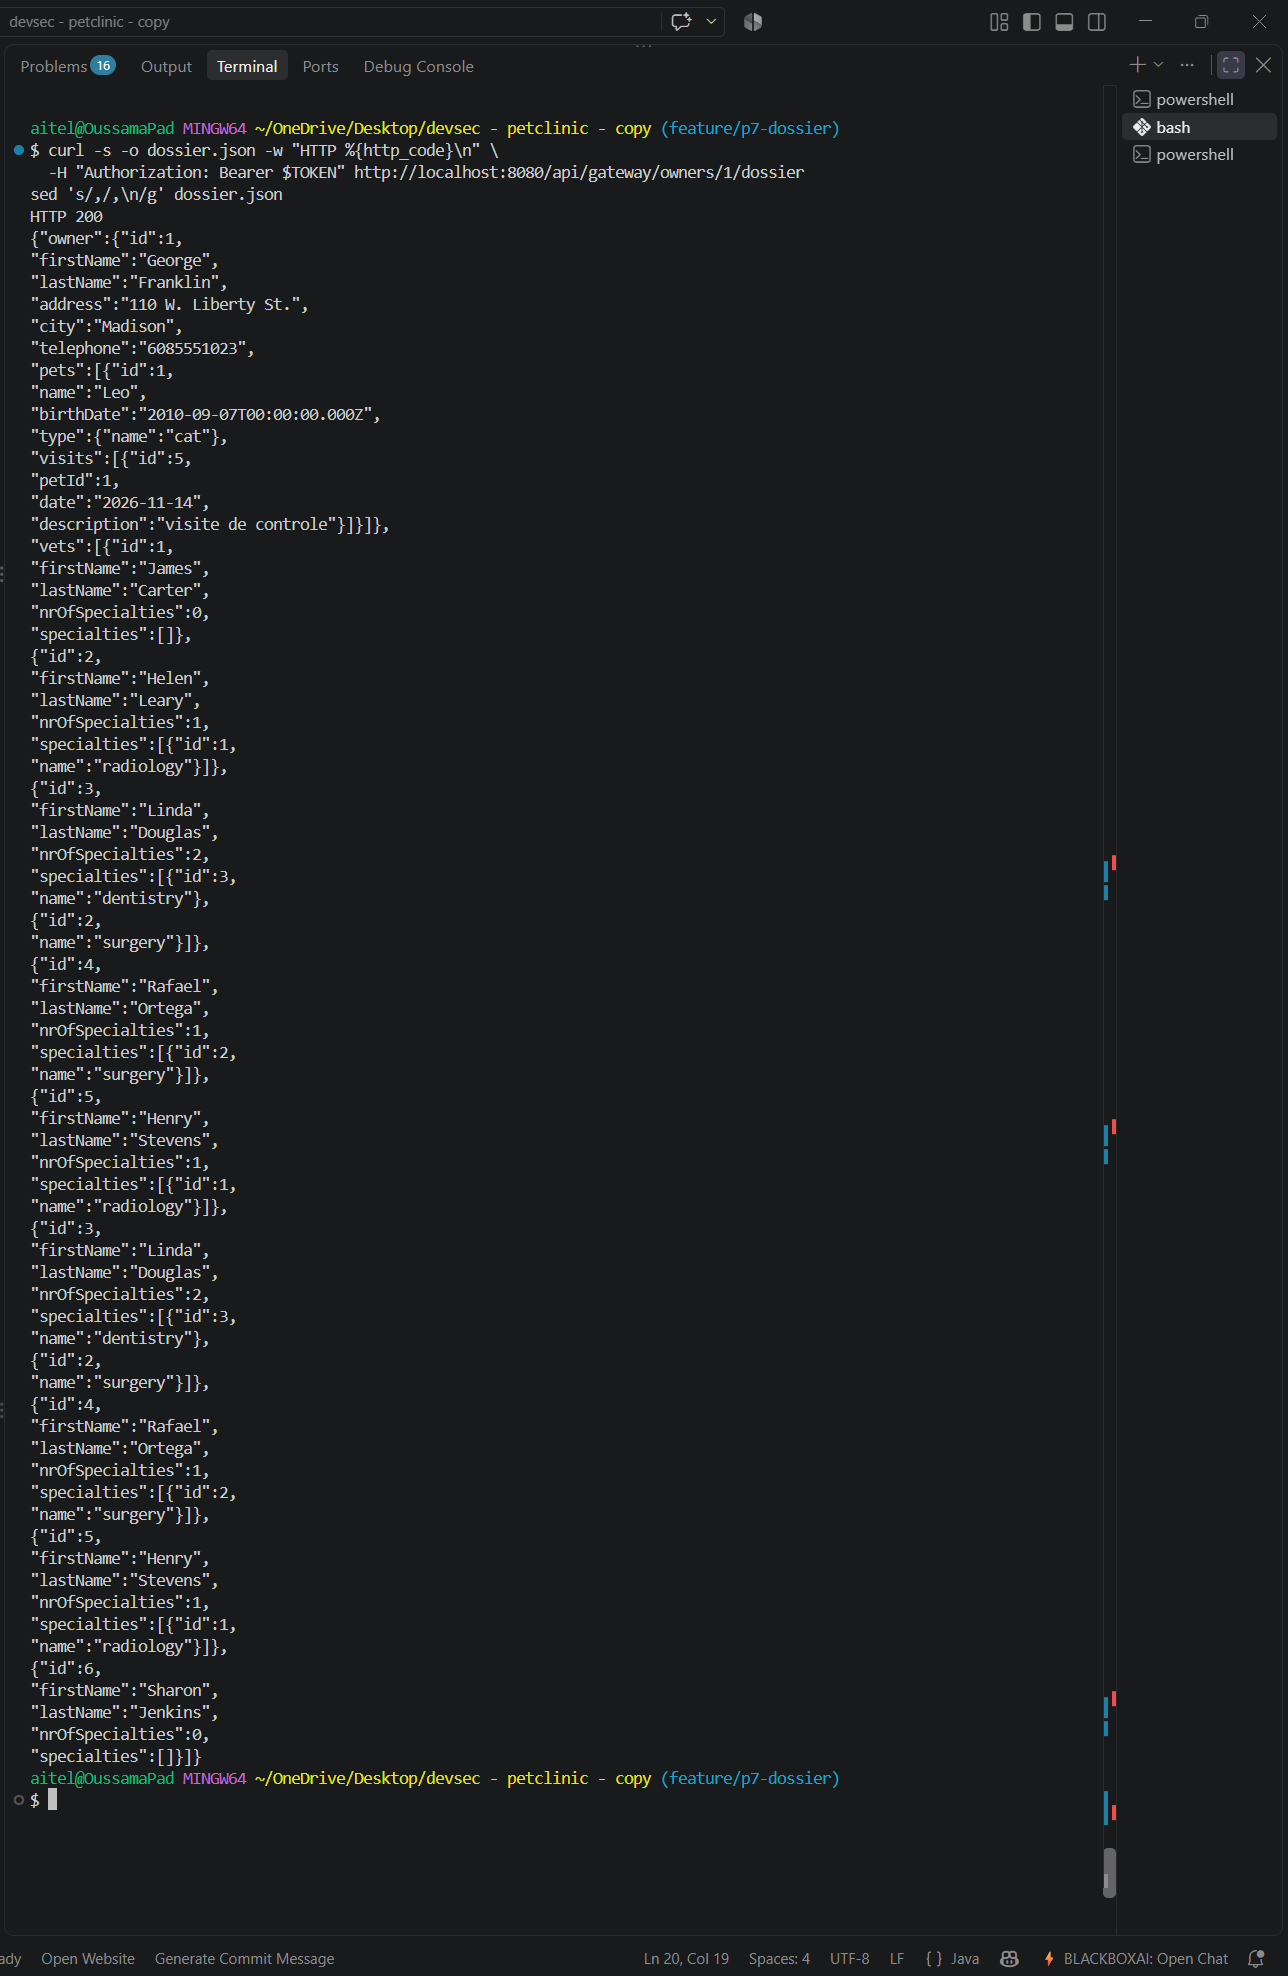 devsec - petclinic - copy
Problems 16 Output Terminal Ports Debug Console
powershell
bash
powershell
aitel@OussamaPad MINGW64 ~/OneDrive/Desktop/devsec - petclinic - copy (feature/p7-dossier)
$ curl -s -o dossier.json -w "HTTP %{http_code}\n" \
-H "Authorization: Bearer $TOKEN" http://localhost:8080/api/gateway/owners/1/dossier
sed 's/,/,\n/g' dossier.json
HTTP 200
{"owner":{"id":1,
"firstName":"George",
"lastName":"Franklin",
"address":"110 W. Liberty St.",
"city":"Madison",
"telephone":"6085551023",
"pets":[{"id":1,
"name":"Leo",
"birthDate":"2010-09-07T00:00:00.000Z",
"type":{"name":"cat"},
"visits":[{"id":5,
"petId":1,
"date":"2026-11-14",
"description":"visite de controle"}]}]},
"vets":[{"id":1,
"firstName":"James",
"lastName":"Carter",
"nrOfSpecialties":0,
"specialties":[]},
{"id":2,
"firstName":"Helen",
"lastName":"Leary",
"nrOfSpecialties":1,
"specialties":[{"id":1,
"name":"radiology"}]},
{"id":3,
"firstName":"Linda",
"lastName":"Douglas",
"nrOfSpecialties":2,
"specialties":[{"id":3,
"name":"dentistry"},
{"id":2,
"name":"surgery"}]},
{"id":4,
"firstName":"Rafael",
"lastName":"Ortega",
"nrOfSpecialties":1,
"specialties":[{"id":2,
"name":"surgery"}]},
{"id":5,
"firstName":"Henry",
"lastName":"Stevens",
"nrOfSpecialties":1,
"specialties":[{"id":1,
"name":"radiology"}]},
{"id":3,
"firstName":"Linda",
"lastName":"Douglas",
"nrOfSpecialties":2,
"specialties":[{"id":3,
"name":"dentistry"},
{"id":2,
"name":"surgery"}]},
{"id":4,
"firstName":"Rafael",
"lastName":"Ortega",
"nrOfSpecialties":1,
"specialties":[{"id":2,
"name":"surgery"}]},
{"id":5,
"firstName":"Henry",
"lastName":"Stevens",
"nrOfSpecialties":1,
"specialties":[{"id":1,
"name":"radiology"}]},
{"id":6,
"firstName":"Sharon",
"lastName":"Jenkins",
"nrOfSpecialties":0,
"specialties":[]}]}
aitel@OussamaPad MINGW64 ~/OneDrive/Desktop/devsec - petclinic - copy (feature/p7-dossier)
$
ady Open Website Generate Commit Message Ln 20, Col 19 Spaces: 4 UTF-8 LF { } Java BLACKBOXAI: Open Chat